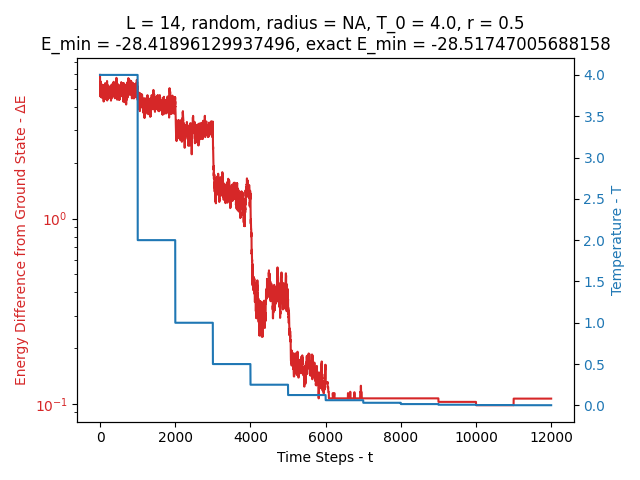 L = 14, random, radius = NA, T_0 = 4.0, r = 0.5
E_min = -28.41896129937496, exact E_min = -28.51747005688158
Energy Difference from Ground State - ΔE
10⁰
10⁻¹
4.0
3.5
3.0
2.5
2.0
1.5
1.0
0.5
0.0
Temperature - T
0 2000 4000 6000 8000 10000 12000
Time Steps - t